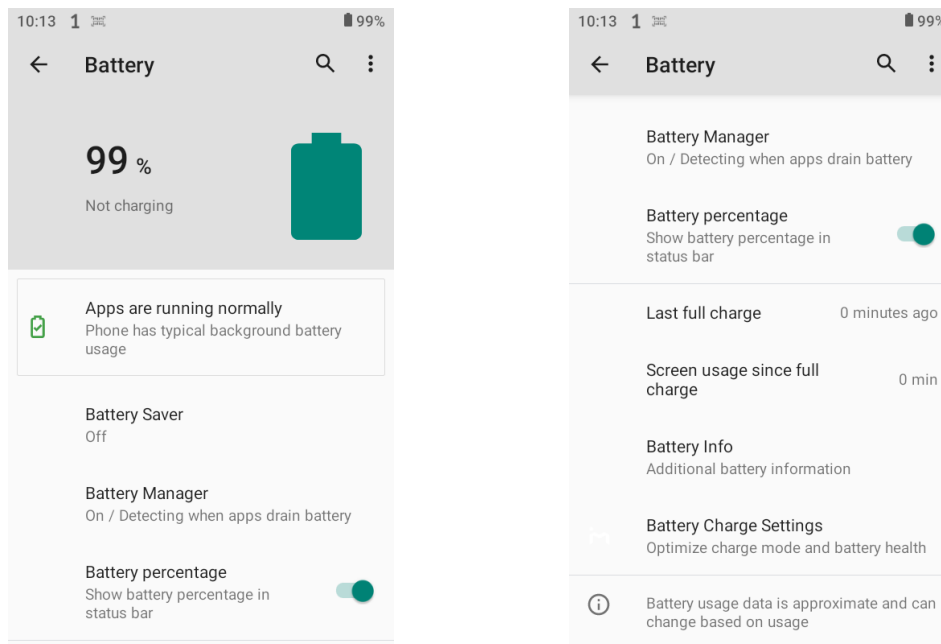 10:13 1 99%
Battery
99 %
Not charging
Apps are running normally
Phone has typical background battery
usage
Battery Saver
Off
Battery Manager
On / Detecting when apps drain battery
Battery percentage
Show battery percentage in
status bar
10:13 1 99%
Battery
Battery Manager
On / Detecting when apps drain battery
Battery percentage
Show battery percentage in
status bar
Last full charge 0 minutes ago
Screen usage since full
charge 0 min
Battery Info
Additional battery information
Battery Charge Settings
Optimize charge mode and battery health
Battery usage data is approximate and can
change based on usage